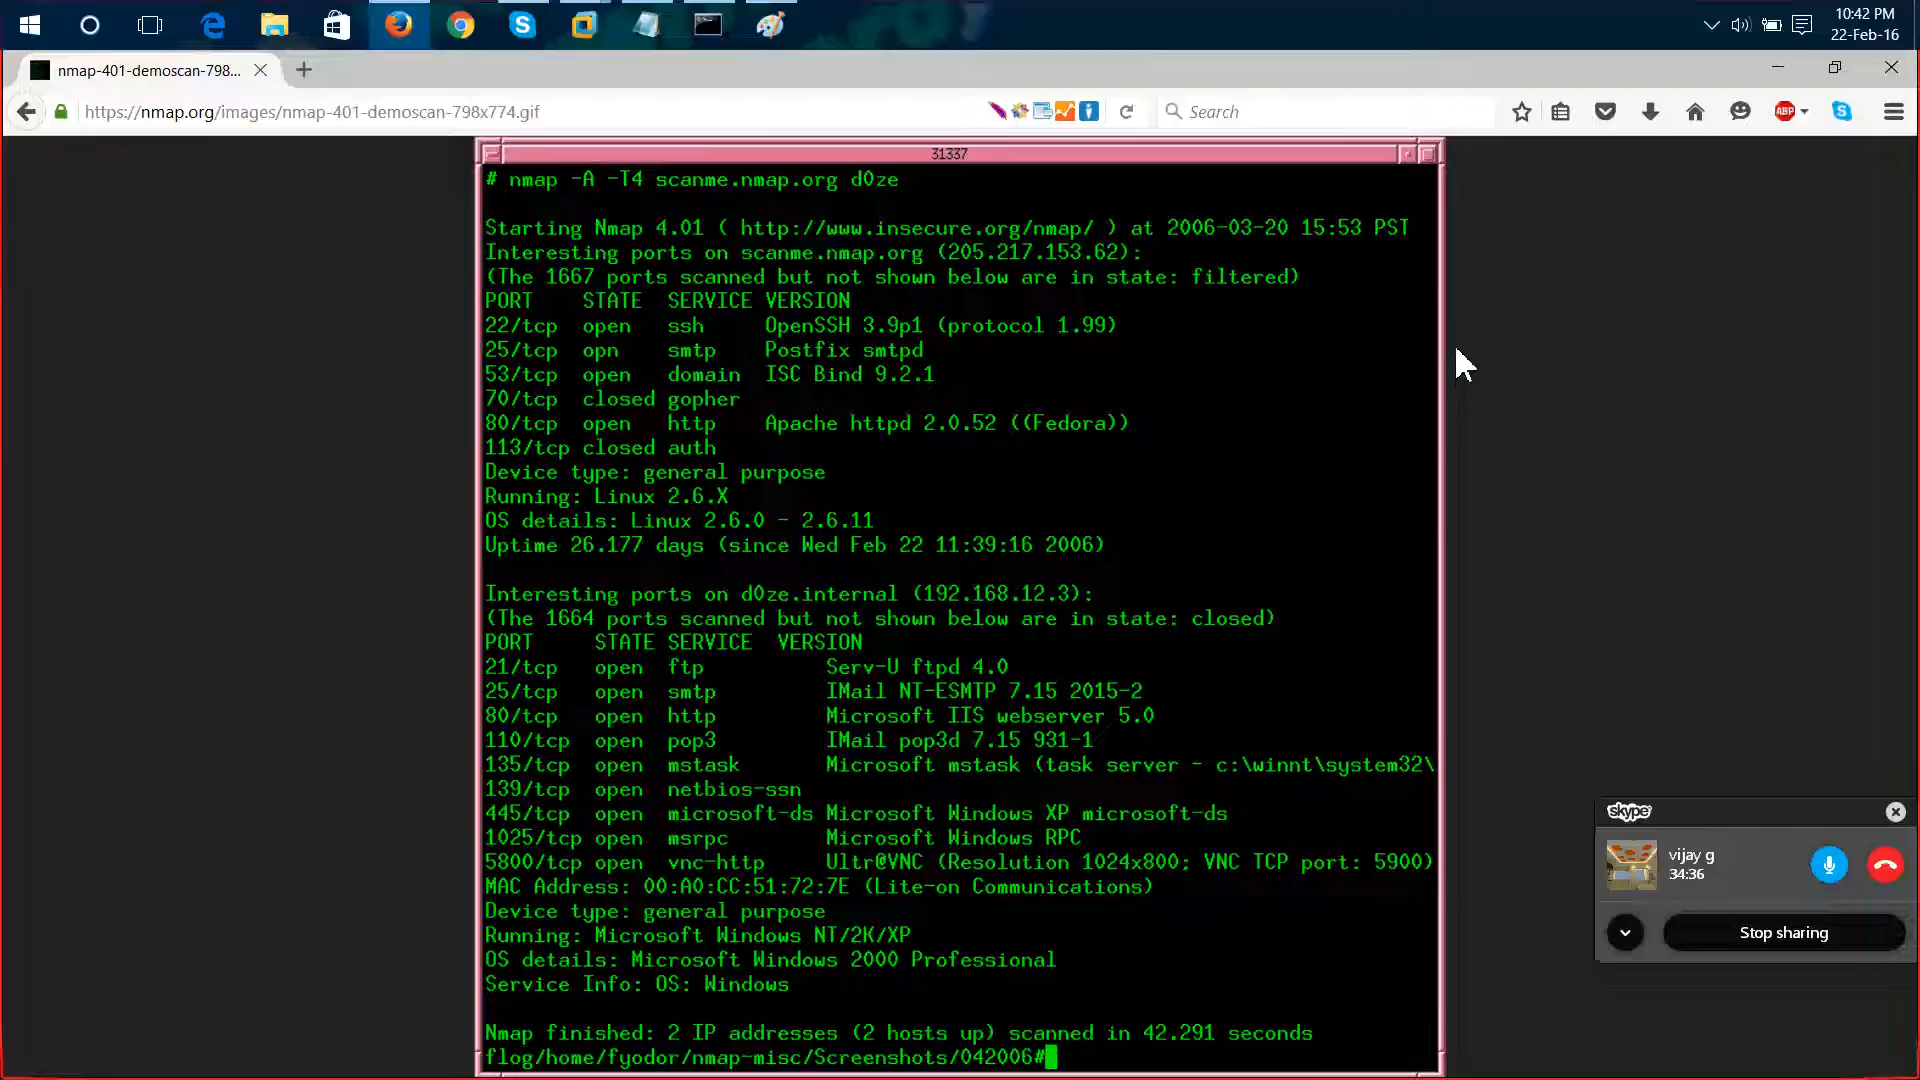 10:42 PM
22-Feb-16
nmap-401-demoscan-798...
https://nmap.org/images/nmap-401-demoscan-798x774.gif
Search
ABP
31337
# nmap -A -T4 scanme.nmap.org d0ze
Starting Nmap 4.01 ( http://www.insecure.org/nmap/ ) at 2006-03-20 15:53 PST
Interesting ports on scanme.nmap.org (205.217.153.62):
(The 1667 ports scanned but not shown below are in state: filtered)
PORT STATE SERVICE VERSION
22/tcp open ssh OpenSSH 3.9p1 (protocol 1.99)
25/tcp opn smtp Postfix smtpd
53/tcp open domain ISC Bind 9.2.1
70/tcp closed gopher
80/tcp open http Apache httpd 2.0.52 ((Fedora))
113/tcp closed auth
Device type: general purpose
Running: Linux 2.6.X
OS details: Linux 2.6.0 - 2.6.11
Uptime 26.177 days (since Wed Feb 22 11:39:16 2006)
Interesting ports on d0ze.internal (192.168.12.3):
(The 1664 ports scanned but not shown below are in state: closed)
PORT STATE SERVICE VERSION
21/tcp open ftp Serv-U ftpd 4.0
25/tcp open smtp IMail NT-ESMTP 7.15 2015-2
80/tcp open http Microsoft IIS webserver 5.0
110/tcp open pop3 IMail pop3d 7.15 931-1
135/tcp open mstask Microsoft mstask (task server - c:\winnt\system32\
139/tcp open netbios-ssn
445/tcp open microsoft-ds Microsoft Windows XP microsoft-ds
1025/tcp open msrpc Microsoft Windows RPC
5800/tcp open vnc-http Ultr@VNC (Resolution 1024x800; VNC TCP port: 5900)
MAC Address: 00:A0:CC:51:72:7E (Lite-on Communications)
Device type: general purpose
Running: Microsoft Windows NT/2K/XP
OS details: Microsoft Windows 2000 Professional
Service Info: OS: Windows
Nmap finished: 2 IP addresses (2 hosts up) scanned in 42.291 seconds
flog/home/fyodor/nmap-misc/Screenshots/042006#
skype
vijay g
34:36
Stop sharing